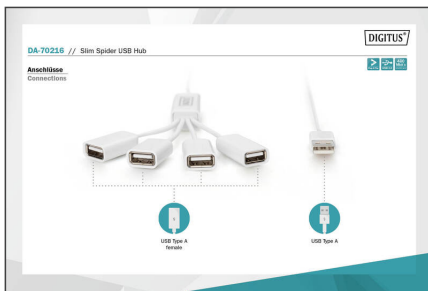 DIGITUS®
DA-70216 // Slim Spider USB Hub
Anschlüsse
Connections
USB Type A
female
USB Type A